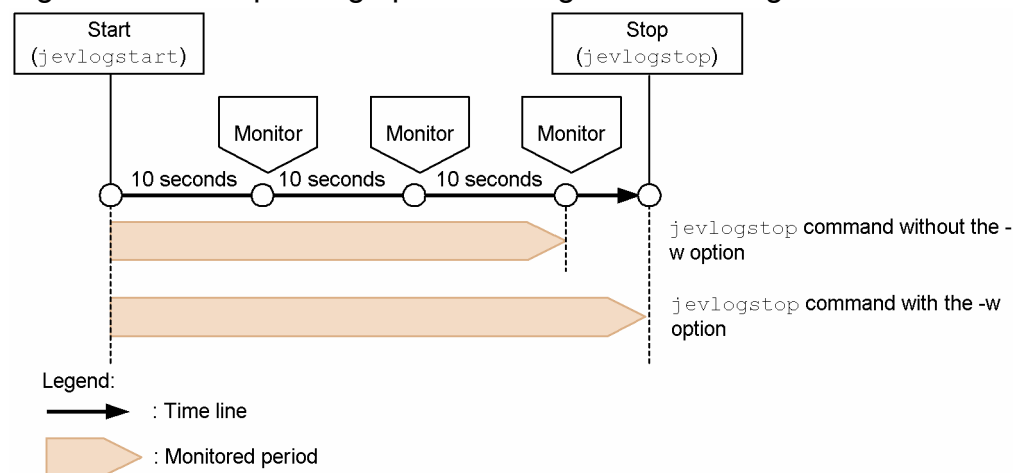 Start
(jevlogstart)
Stop
(jevlogstop)
Monitor
Monitor
Monitor
10 seconds
10 seconds
10 seconds
jevlogstop command without the -
w option
jevlogstop command with the -w
option
Legend:
: Time line
: Monitored period